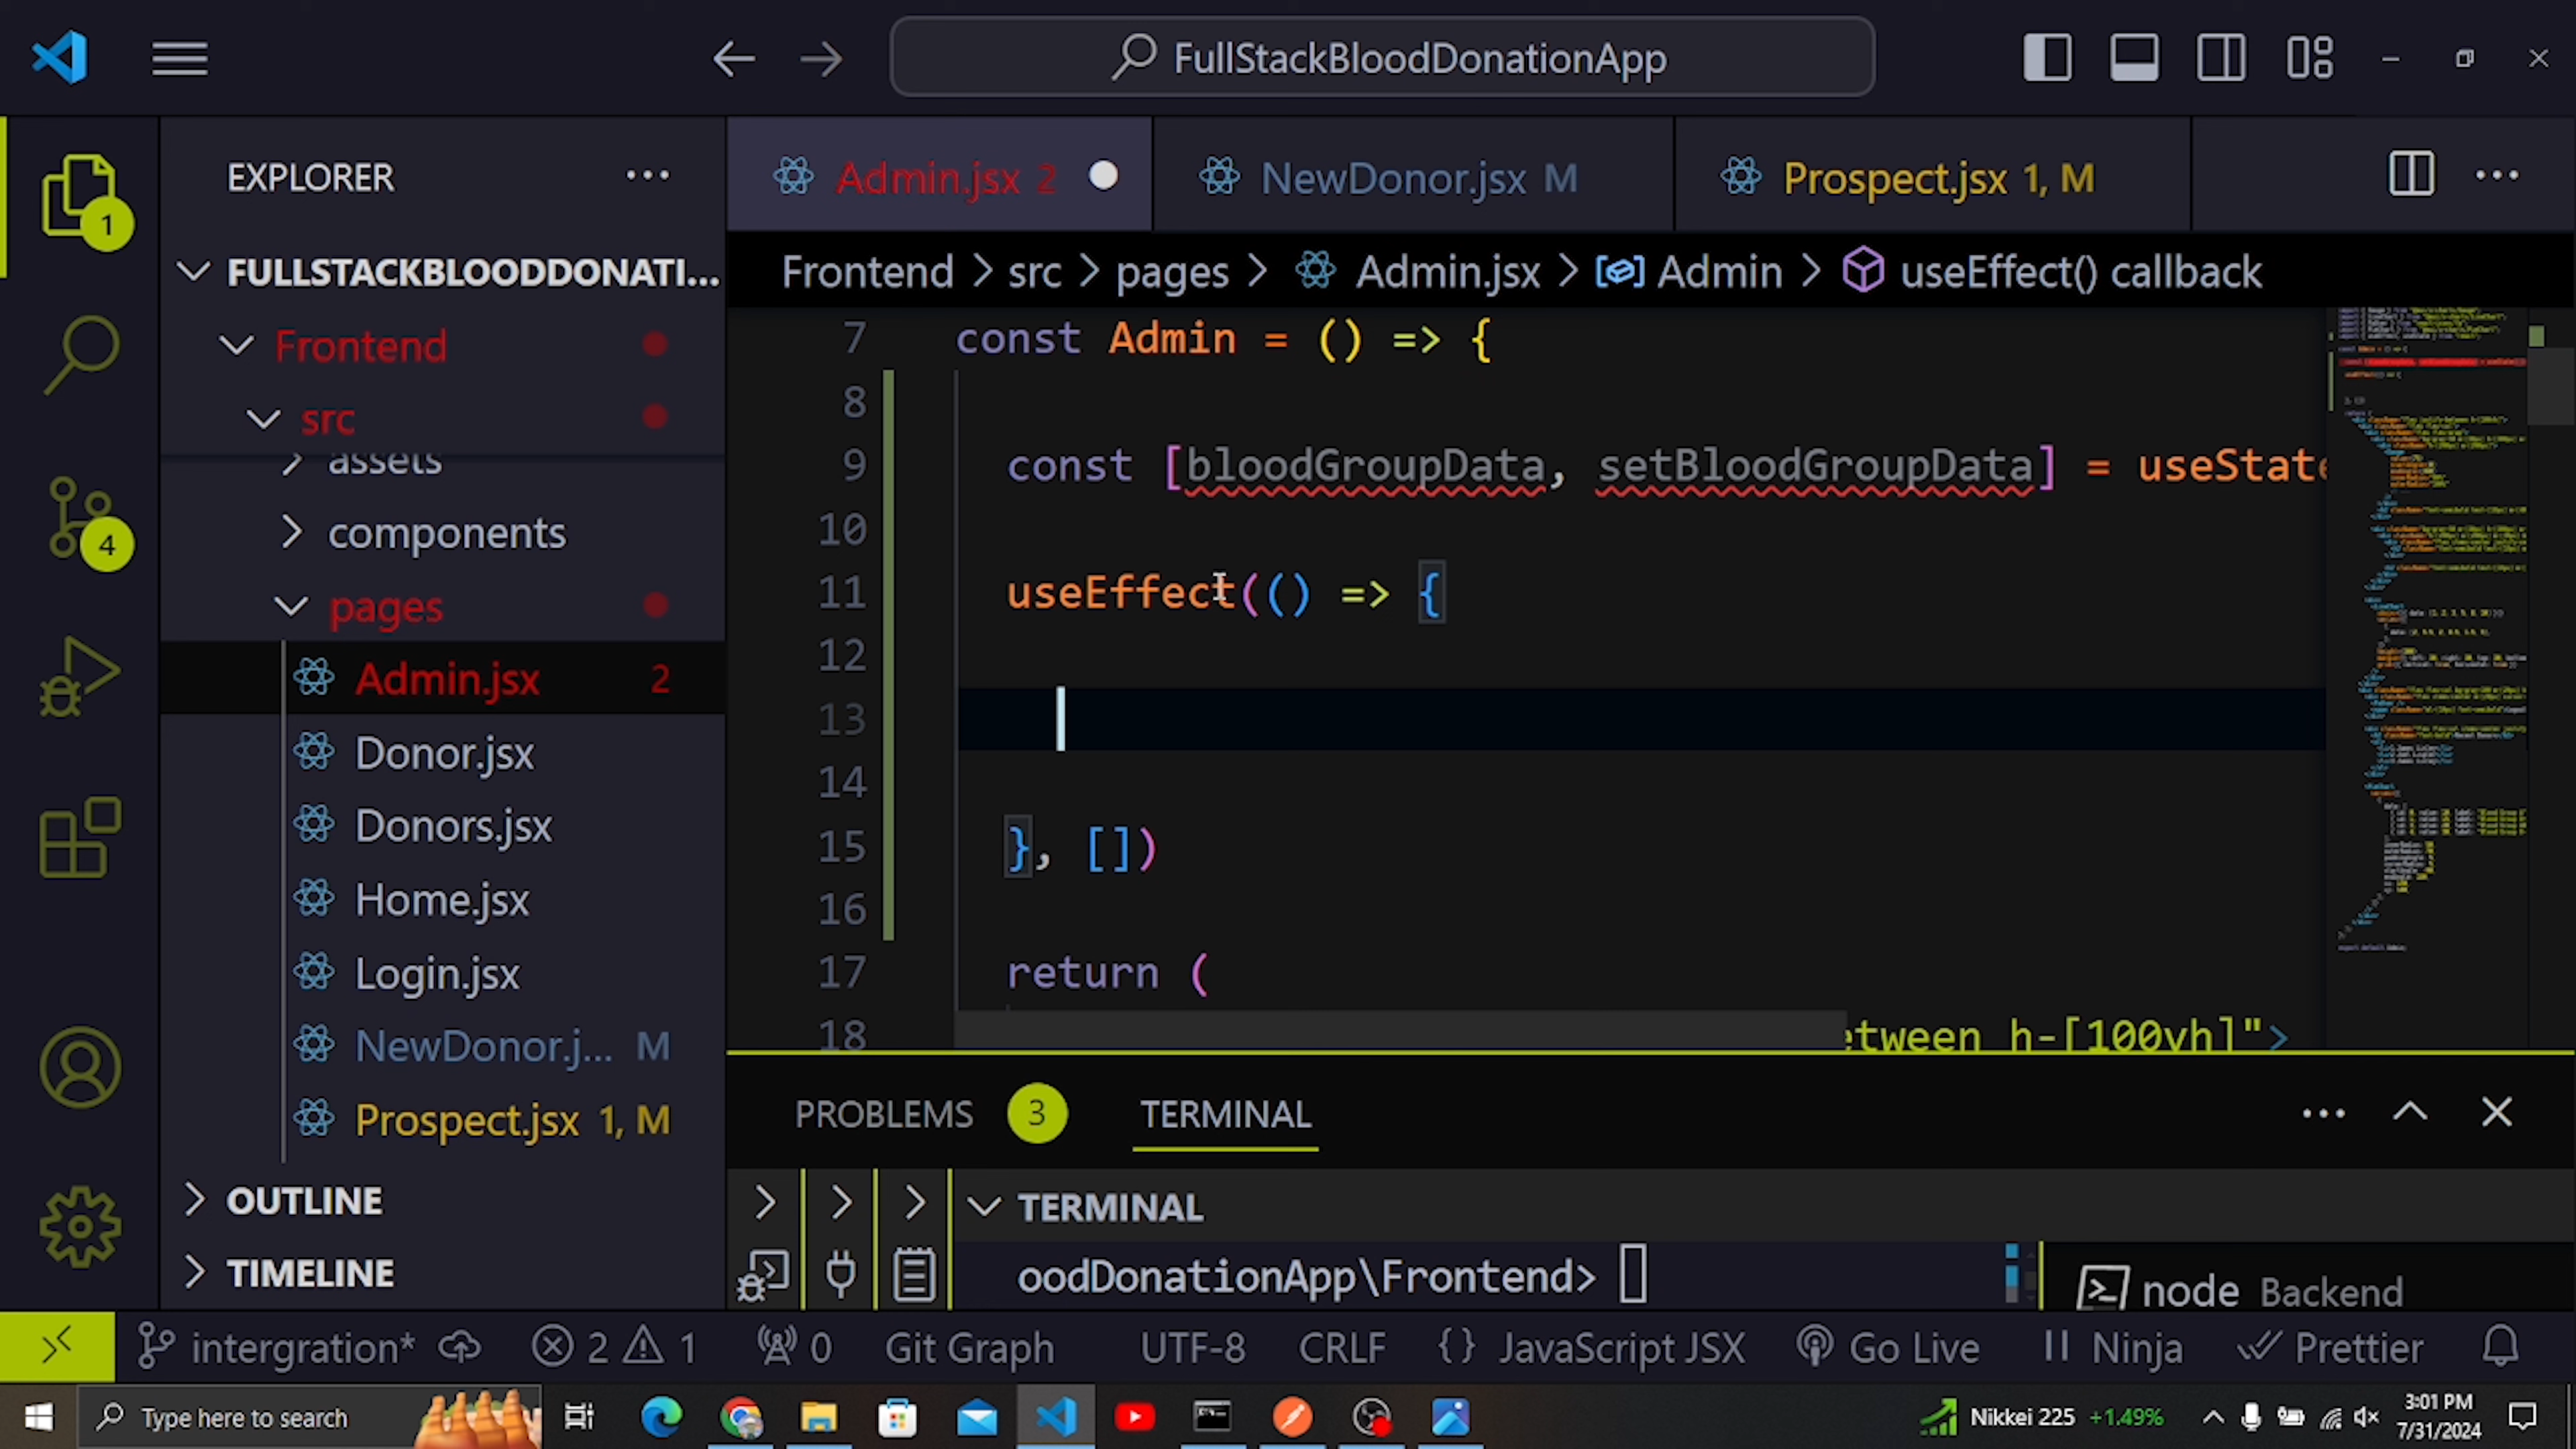 FullStackBloodDonationApp
EXPLORER
Admin.jsx 2
NewDonor.jsx M
Prospect.jsx 1, M
1
FULLSTACKBLOODDONATI...
Frontend > src > pages > Admin.jsx > Admin > useEffect() callback
Frontend
src
assets
components
pages
Admin.jsx 2
Donor.jsx
Donors.jsx
Home.jsx
Login.jsx
NewDonor.j... M
Prospect.jsx 1, M
OUTLINE
TIMELINE
4
7 const Admin = () => {
8
9 const [bloodGroupData, setBloodGroupData] = useState
10
11 useEffect(() => {
12
13
14
15 }, [])
16
17 return (
18 etween h-[100vh]">
PROBLEMS 3 TERMINAL
TERMINAL
oodDonationApp\Frontend>
node Backend
intergration* 2 1 0 Git Graph UTF-8 CRLF {} JavaScript JSX Go Live Ninja Prettier
Type here to search
Nikkei 225 +1.49%
3:01 PM
7/31/2024